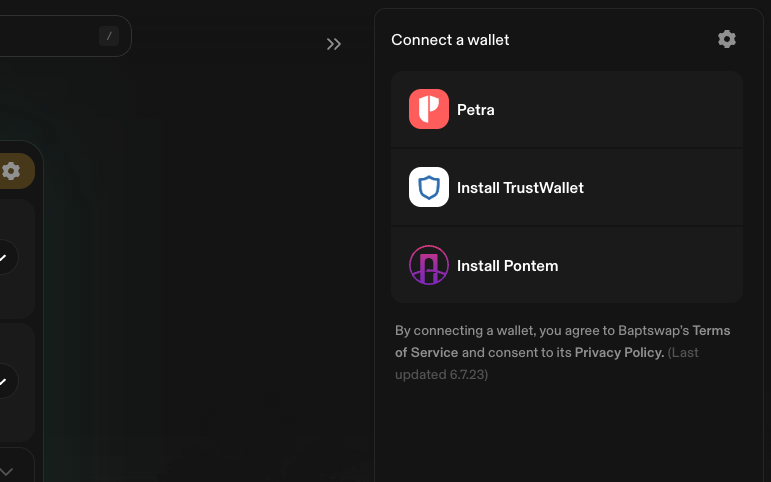 /
Connect a wallet
Petra
Install TrustWallet
Install Pontem
By connecting a wallet, you agree to Baptswap's Terms
of Service and consent to its Privacy Policy. (Last
updated 6.7.23)